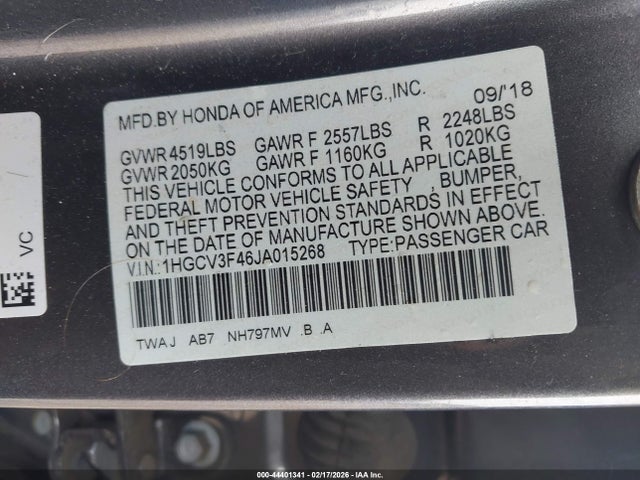 MFD.BY HONDA OF AMERICA MFG.,INC. 09/'18
GVWR 4519LBS GAWR F 2557LBS R 2248LBS
GVWR 2050KG GAWR F 1160KG R 1020KG
THIS VEHICLE CONFORMS TO ALL APPLICABLE
FEDERAL MOTOR VEHICLE SAFETY , BUMPER,
AND THEFT PREVENTION STANDARDS IN EFFECT
ON THE DATE OF MANUFACTURE SHOWN ABOVE.
V.I.N.:1HGCV3F46JA015268 TYPE:PASSENGER CAR
TWAJ AB7 NH797MV .B .A
VC
000-44401341 - 02/17/2026 - IAA Inc.